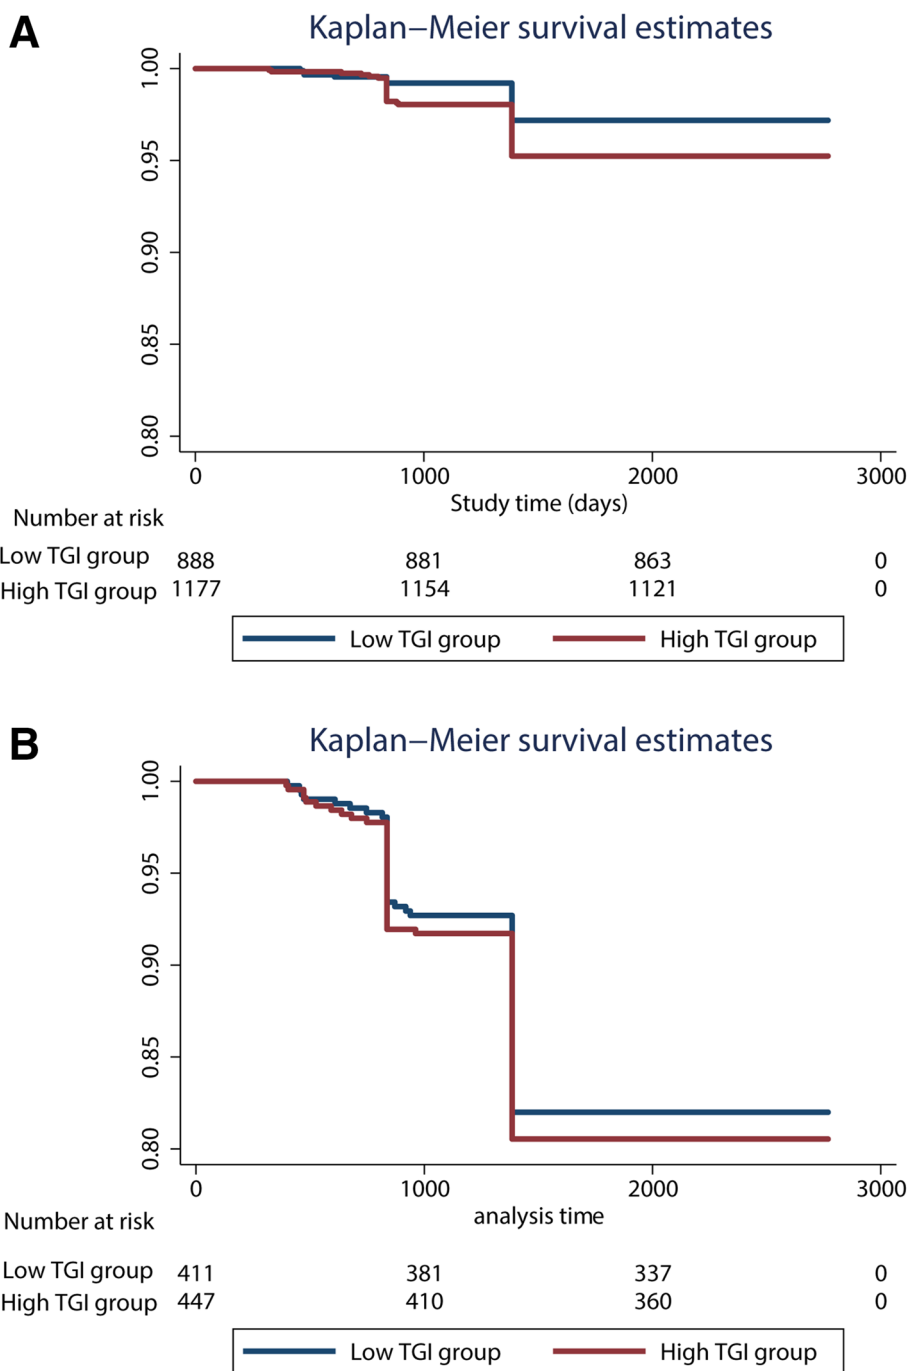 A
Kaplan−Meier survival estimates
1.00
0.95
0.90
0.85
0.80
0 1000 2000 3000
Study time (days)
Number at risk
Low TGI group 888 881 863 0
High TGI group 1177 1154 1121 0
Low TGI group High TGI group
B
Kaplan−Meier survival estimates
1.00
0.95
0.90
0.85
0.80
0 1000 2000 3000
analysis time
Number at risk
Low TGI group 411 381 337 0
High TGI group 447 410 360 0
Low TGI group High TGI group